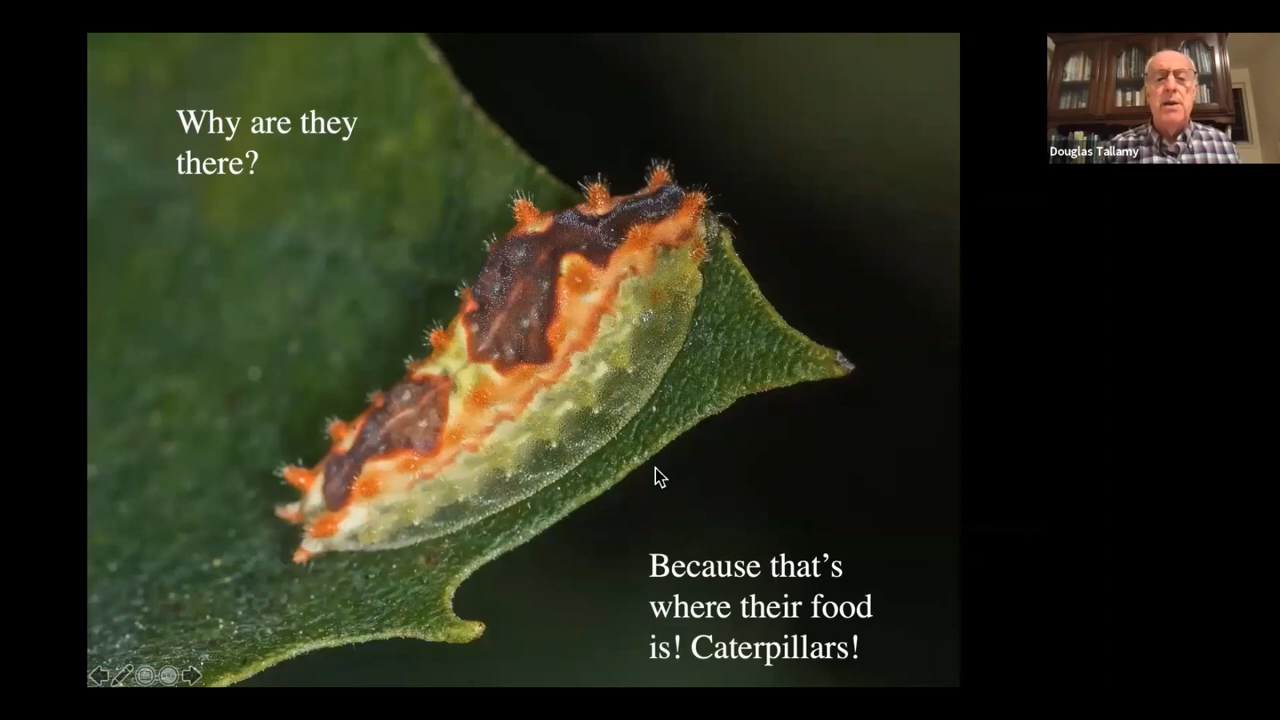 Why are they
there?
Douglas Tallamy
Because that’s
where their food
is! Caterpillars!